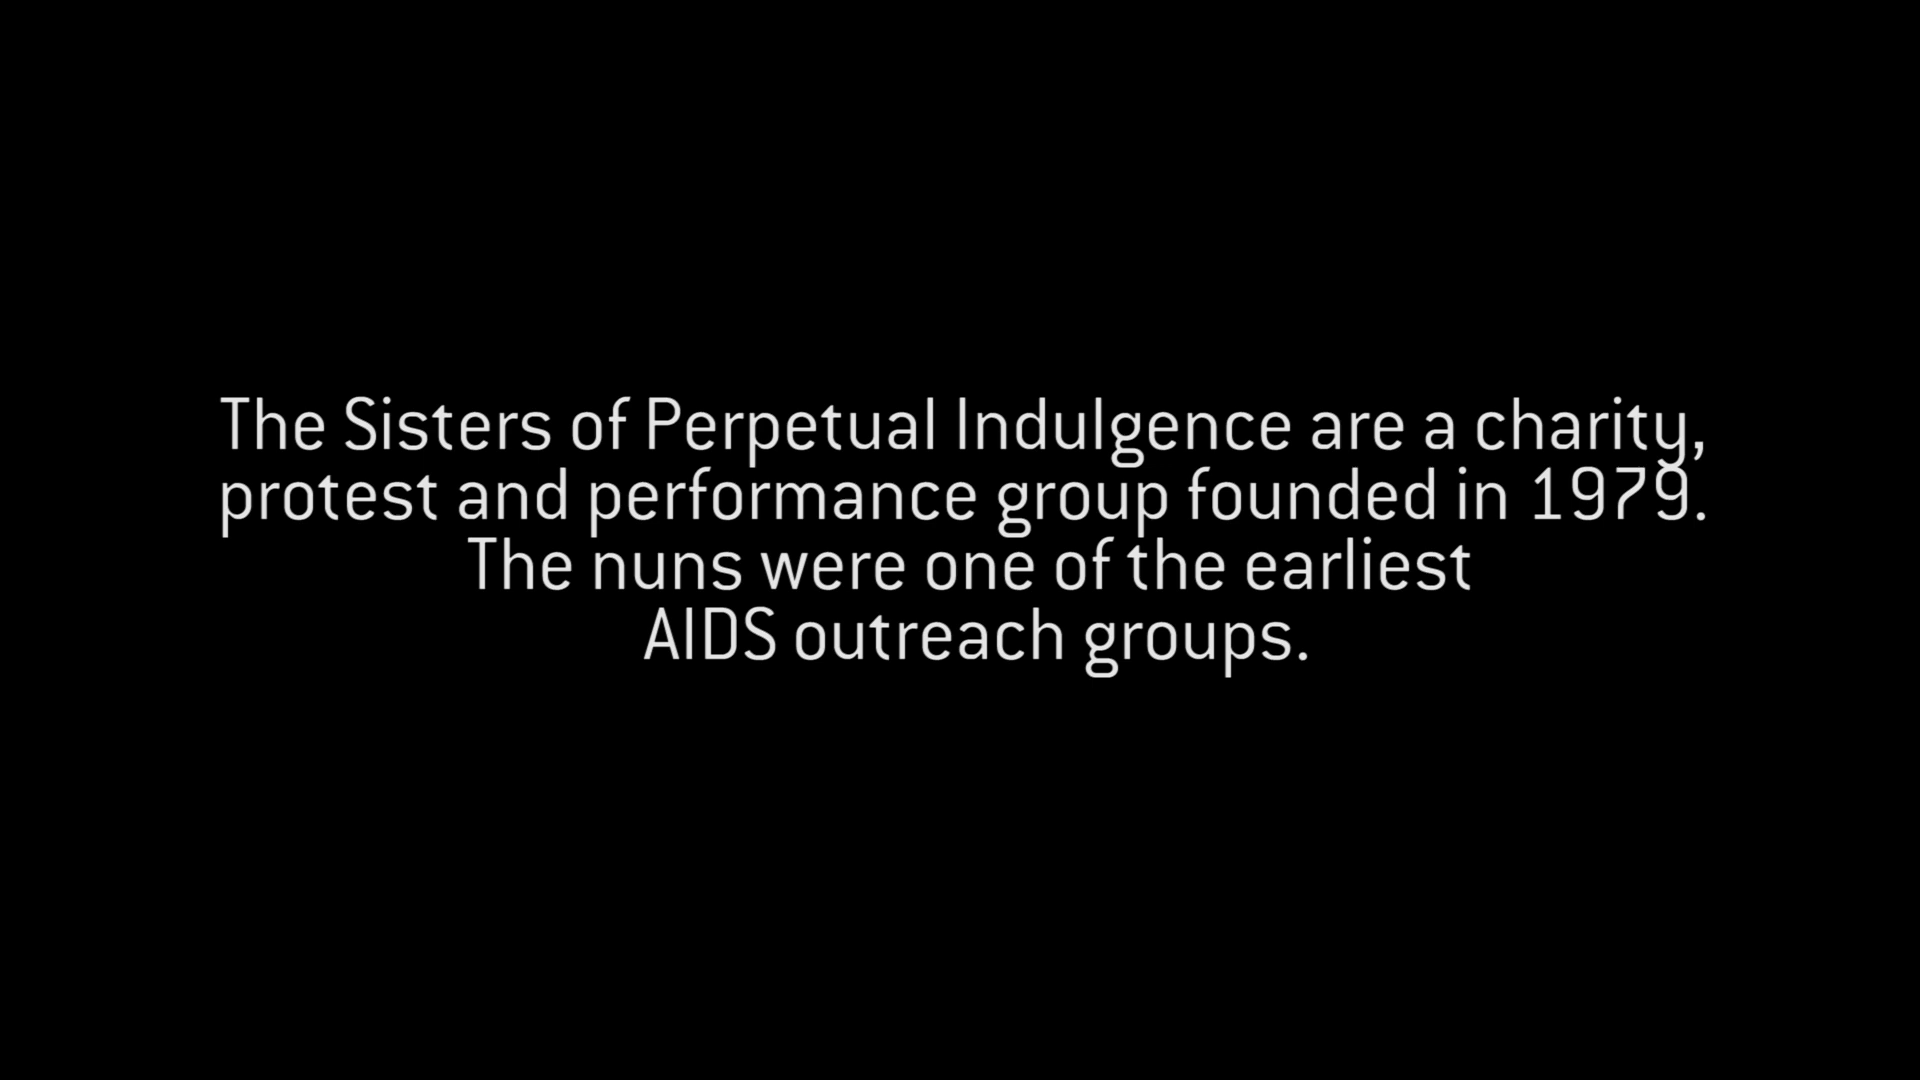 The Sisters of Perpetual Indulgence are a charity,
protest and performance group founded in 1979.
The nuns were one of the earliest
AIDS outreach groups.